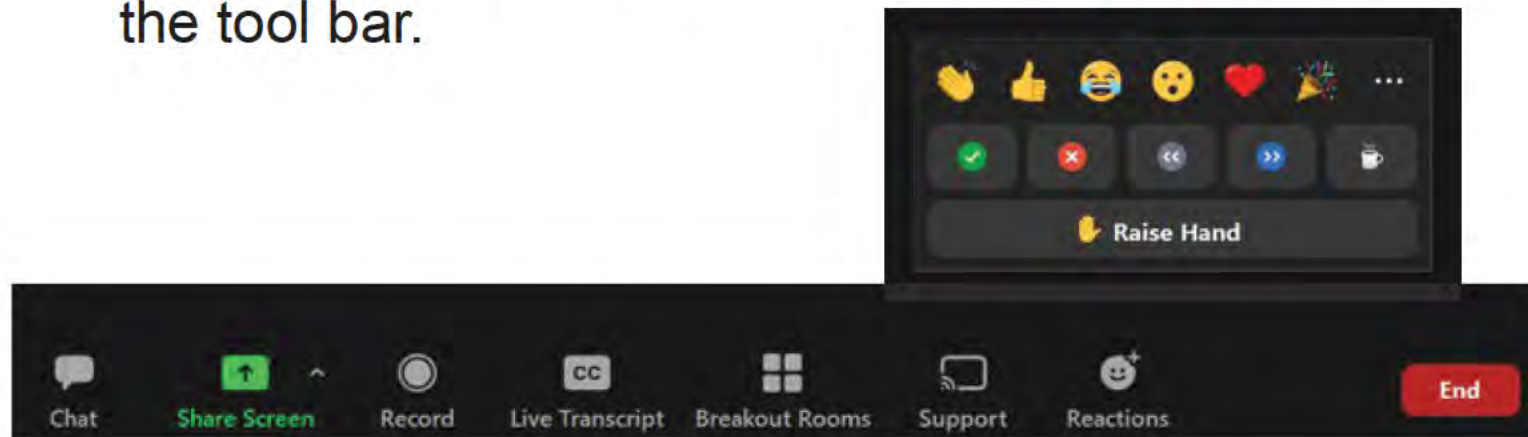 the tool bar.
Raise Hand
CC
Chat
Share Screen
Record
Live Transcript
Breakout Rooms
Support
Reactions
End